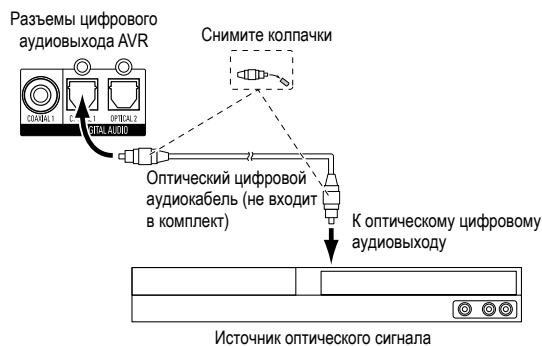 Разъемы цифрового
аудиовыхода AVR
Снимите колпачки
COAXIAL 1
OPTICAL 2
DIGITAL AUDIO
Оптический цифровой
аудиокабель (не входит
в комплект)
К оптическому цифровому
аудиовыходу
Источник оптического сигнала